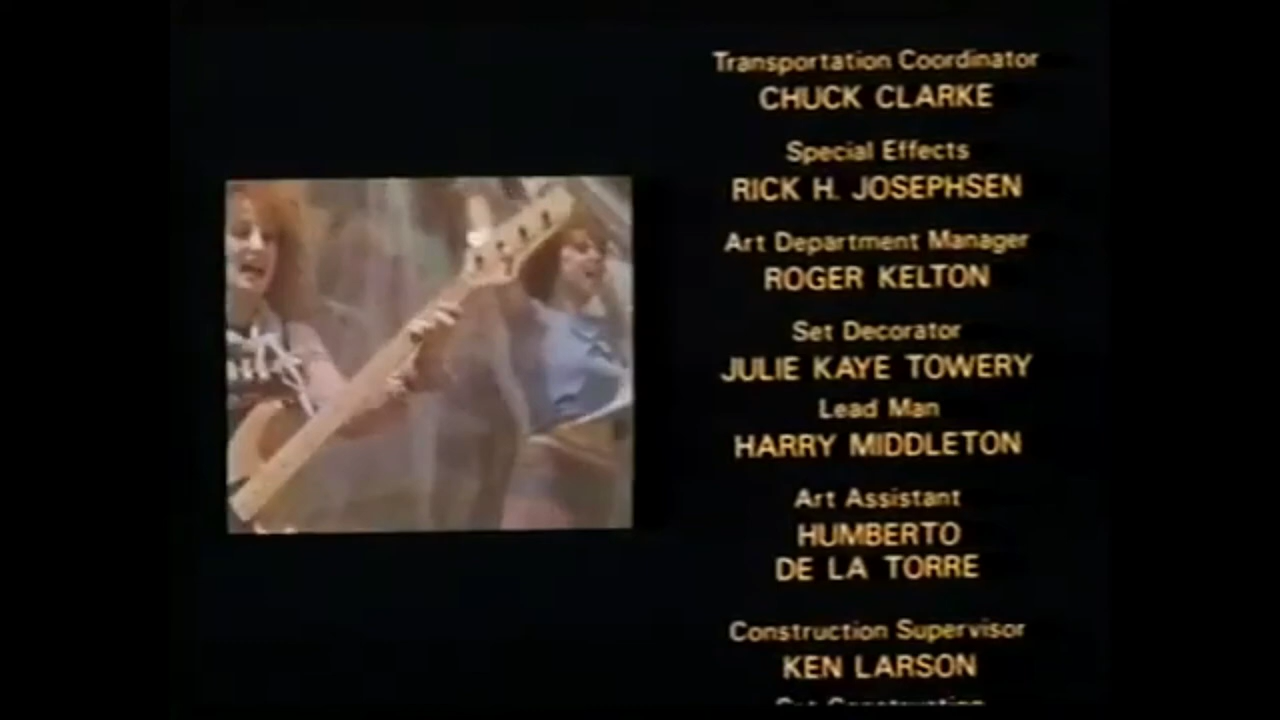 Transportation Coordinator
CHUCK CLARKE
Special Effects
RICK H. JOSEPHSEN
Art Department Manager
ROGER KELTON
Set Decorator
JULIE KAYE TOWERY
Lead Man
HARRY MIDDLETON
Art Assistant
HUMBERTO
DE LA TORRE
Construction Supervisor
KEN LARSON